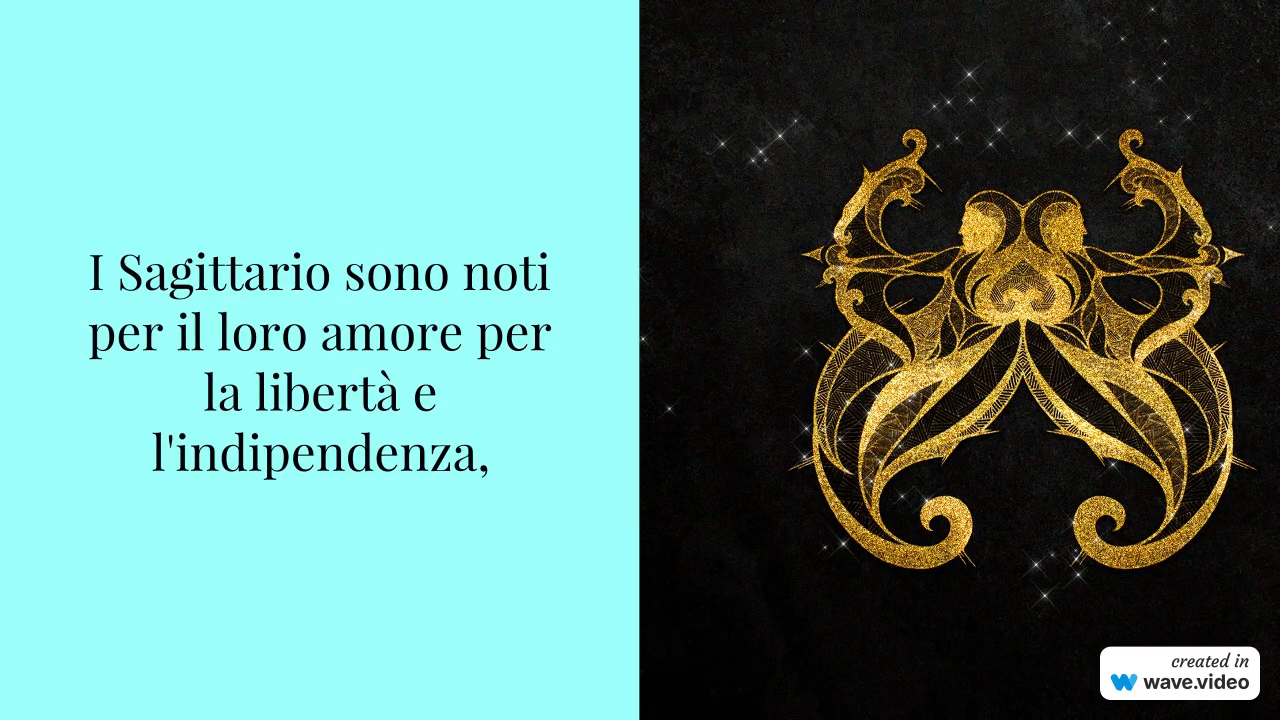 I Sagittario sono noti
per il loro amore per
la libertà e
l'indipendenza,
created in
wave.video